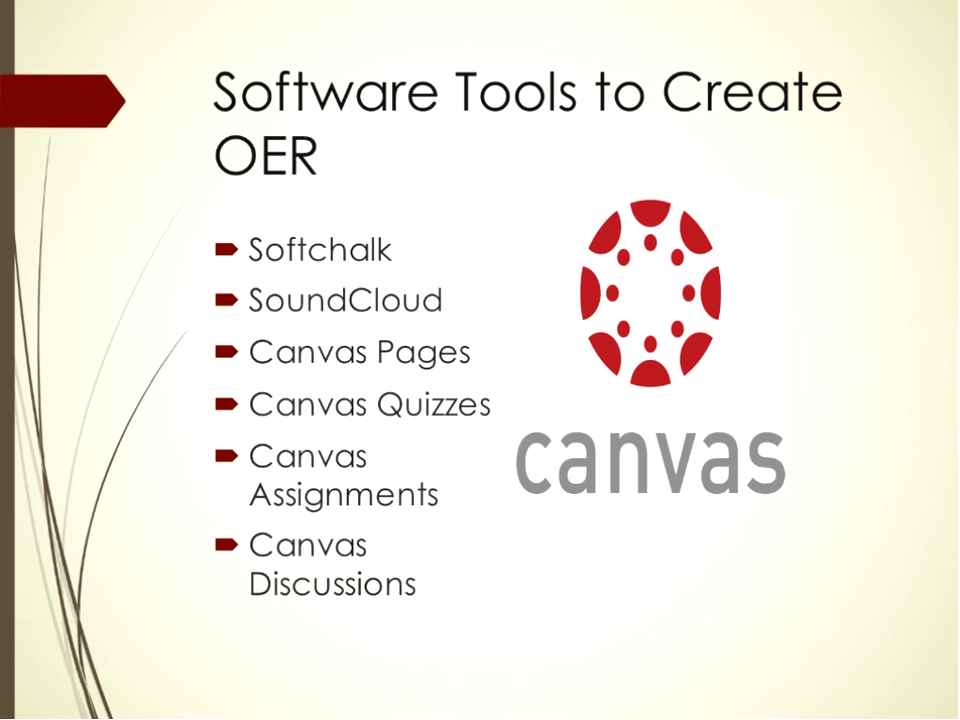 Software Tools to Create
OER
Softchalk
SoundCloud
Canvas Pages
Canvas Quizzes
Canvas
Assignments
Canvas
Discussions
canvas